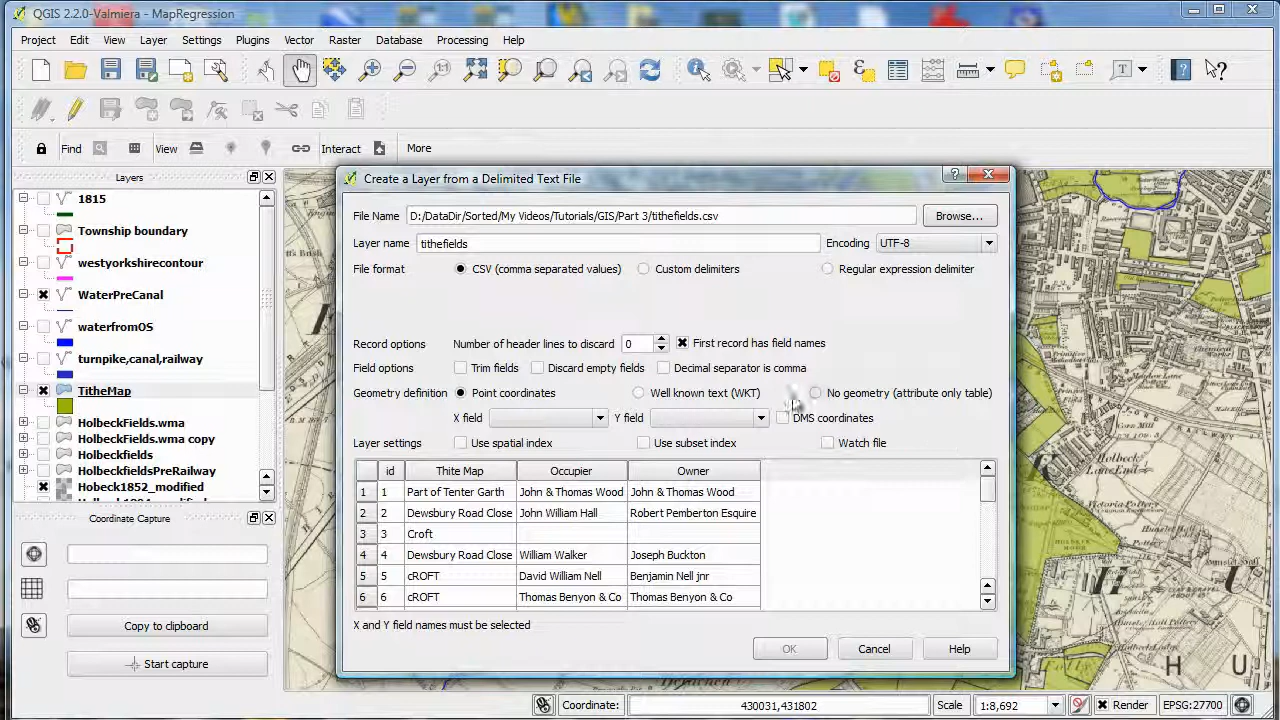 QGIS 2.2.0-Valmiera - MapRegression
Project Edit View Layer Settings Plugins Vector Raster Database Processing Help
Find View Interact More
Layers
1815
Township boundary
westyorkshirecontour
WaterPreCanal
waterfromOS
turnpike,canal,railway
TitheMap
HolbeckFields.wma
HolbeckFields.wma copy
Holbeckfields
HolbeckfieldsPreRailway
Hobeck1852_modified
Coordinate Capture
Copy to clipboard
Start capture
Create a Layer from a Delimited Text File
File Name D:/DataDir/Sorted/My Videos/Tutorials/GIS/Part 3/tithefields.csv Browse...
Layer name tithefields Encoding UTF-8
File format CSV (comma separated values) Custom delimiters Regular expression delimiter
Record options Number of header lines to discard 0 First record has field names
Field options Trim fields Discard empty fields Decimal separator is comma
Geometry definition Point coordinates Well known text (WKT) No geometry (attribute only table)
X field Y field DMS coordinates
Layer settings Use spatial index Use subset index Watch file
id Thite Map Occupier Owner
1 1 Part of Tenter Garth John & Thomas Wood John & Thomas Wood
2 2 Dewsbury Road Close John William Hall Robert Pemberton Esquire
3 3 Croft
4 4 Dewsbury Road Close William Walker Joseph Buckton
5 5 cROFT David William Nell Benjamin Nell jnr
6 6 cROFT Thomas Benyon & Co Thomas Benyon & Co
X and Y field names must be selected
OK Cancel Help
Holbeck
Lane End
Victoria Pottery
H U
Coordinate: 430031,431802 Scale 1:8,692 Render EPSG:27700